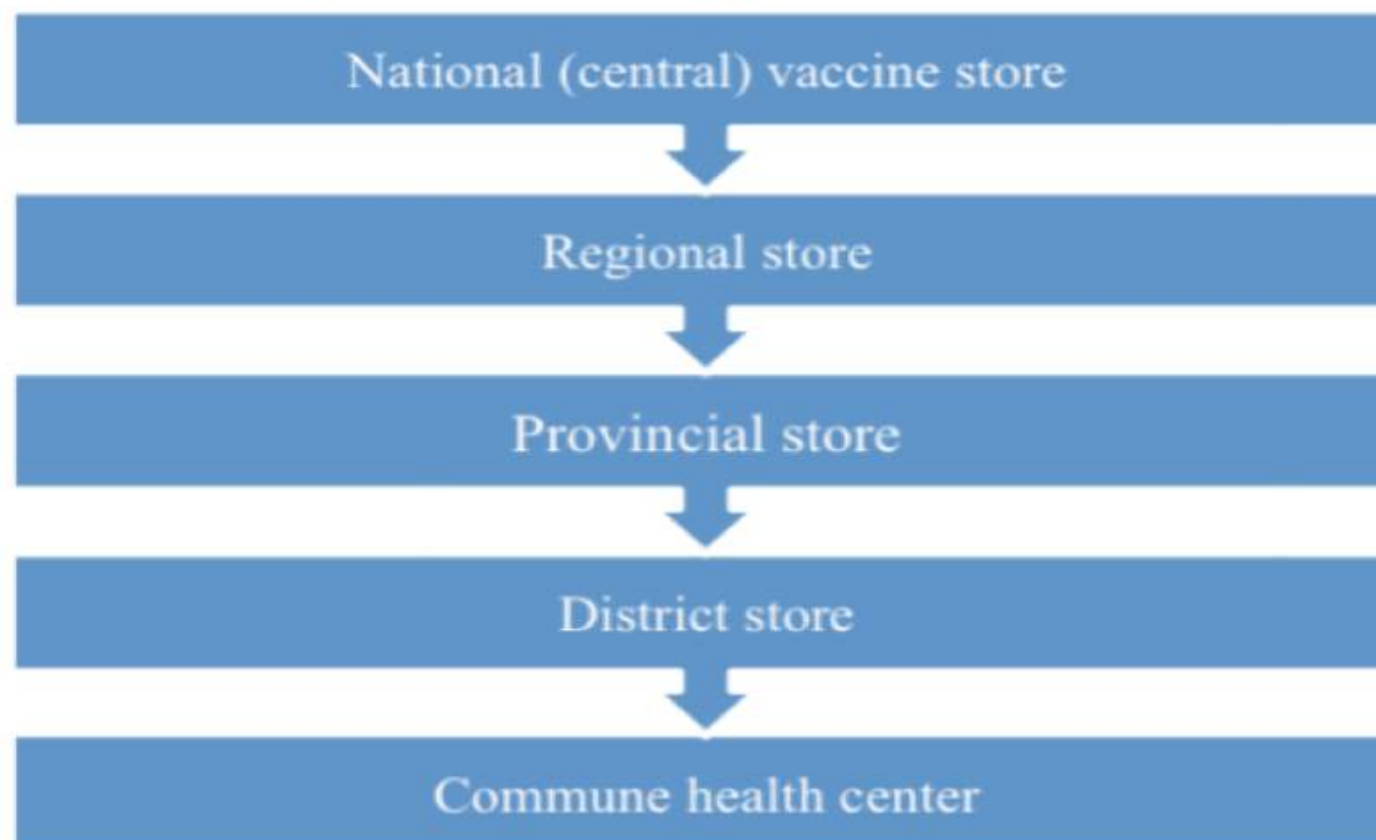 National (central) vaccine store
Regional store
Provincial store
District store
Commune health center